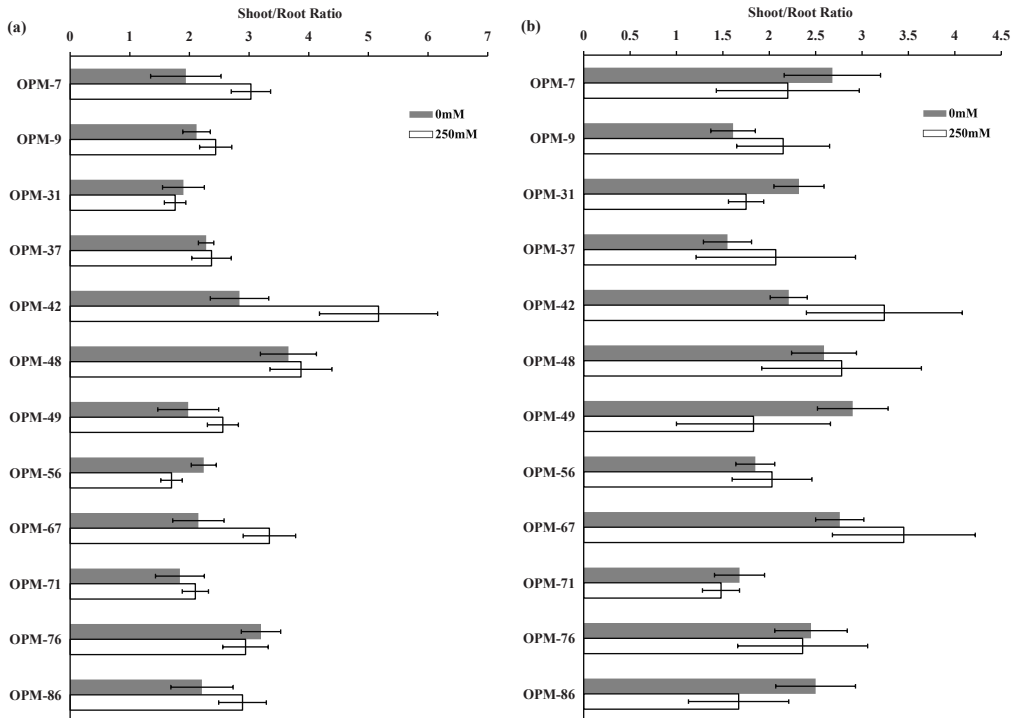 (a)
Shoot/Root Ratio
0 1 2 3 4 5 6 7
OPM-7
OPM-9
OPM-31
OPM-37
OPM-42
OPM-48
OPM-49
OPM-56
OPM-67
OPM-71
OPM-76
OPM-86
0mM
250mM
(b)
Shoot/Root Ratio
0 0.5 1 1.5 2 2.5 3 3.5 4 4.5
OPM-7
OPM-9
OPM-31
OPM-37
OPM-42
OPM-48
OPM-49
OPM-56
OPM-67
OPM-71
OPM-76
OPM-86
0mM
250mM